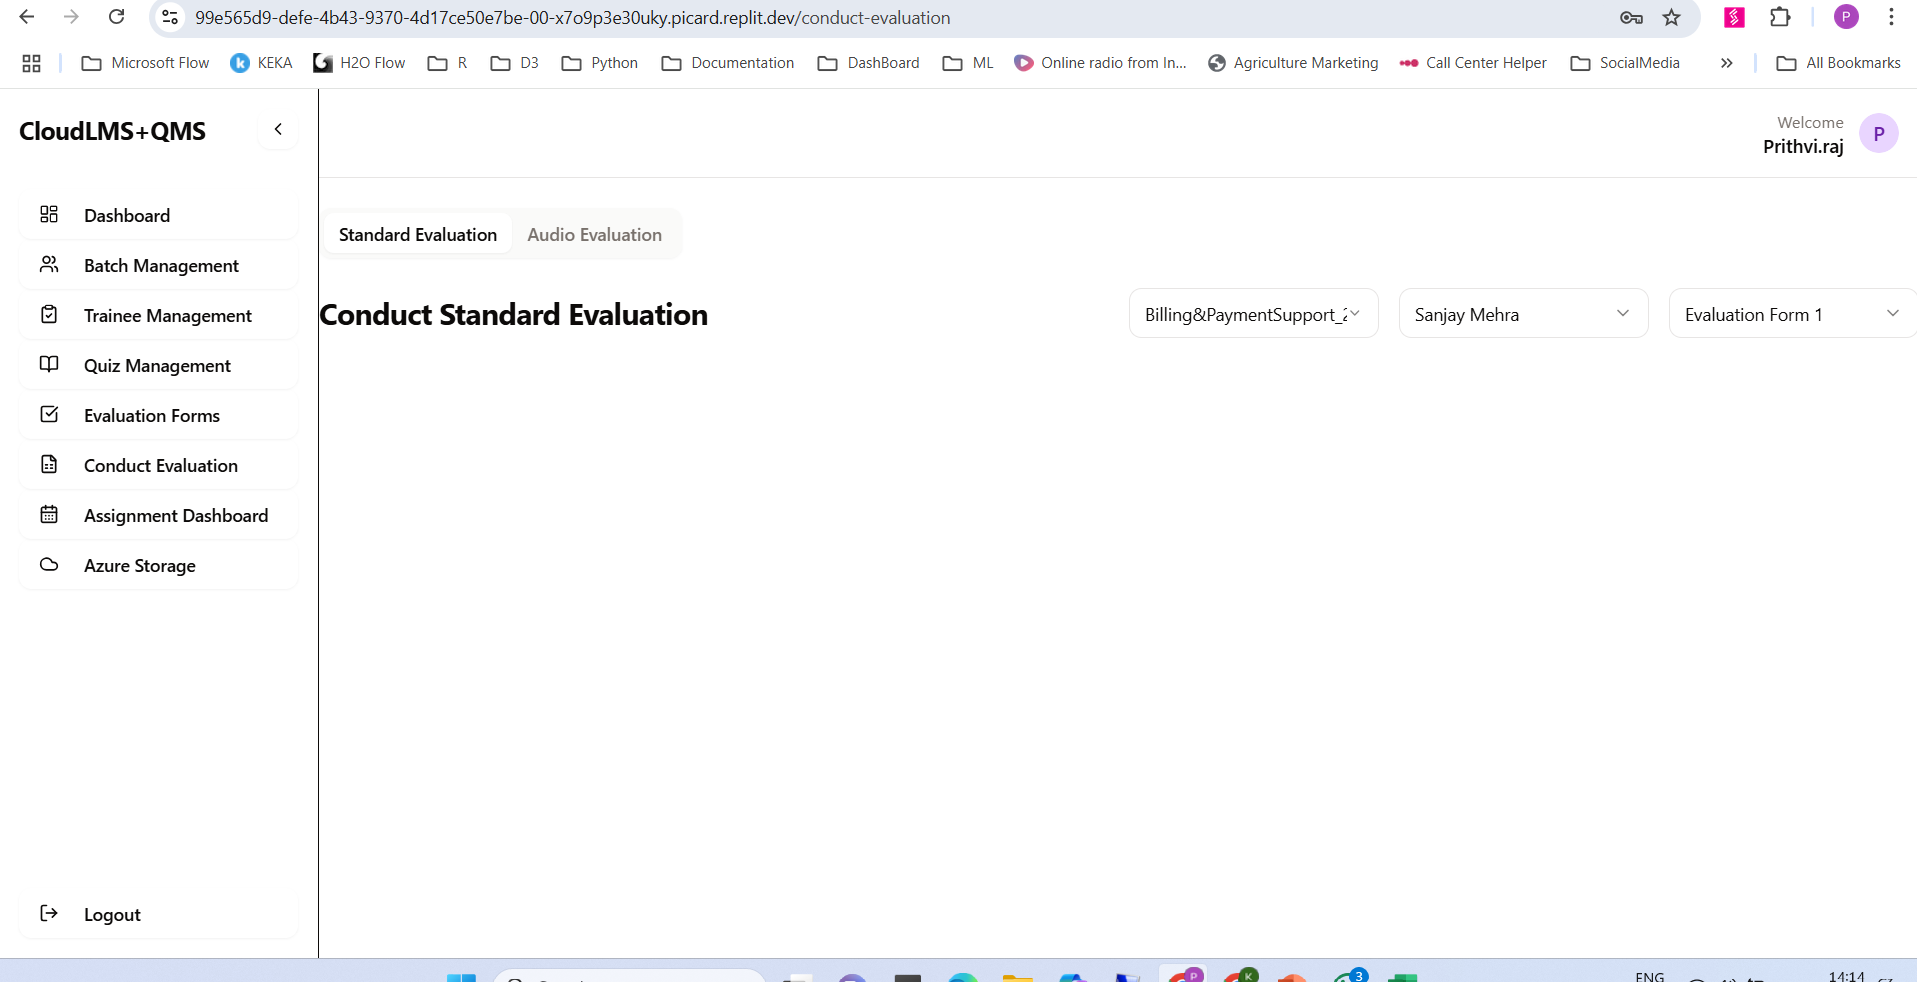 99e565d9-defe-4b43-9370-4d17ce50e7be-00-x7o9p3e30uky.picard.replit.dev/conduct-evaluation
P
Microsoft Flow
KEKA
H2O Flow
R
D3
Python
Documentation
DashBoard
ML
Online radio from In...
Agriculture Marketing
Call Center Helper
SocialMedia
All Bookmarks
CloudLMS+QMS
Welcome
Prithvi.raj
P
Dashboard
Batch Management
Trainee Management
Quiz Management
Evaluation Forms
Conduct Evaluation
Assignment Dashboard
Azure Storage
Logout
Standard Evaluation
Audio Evaluation
Conduct Standard Evaluation
Billing&PaymentSupport_2
Sanjay Mehra
Evaluation Form 1
P
K
3
ENG
14:14